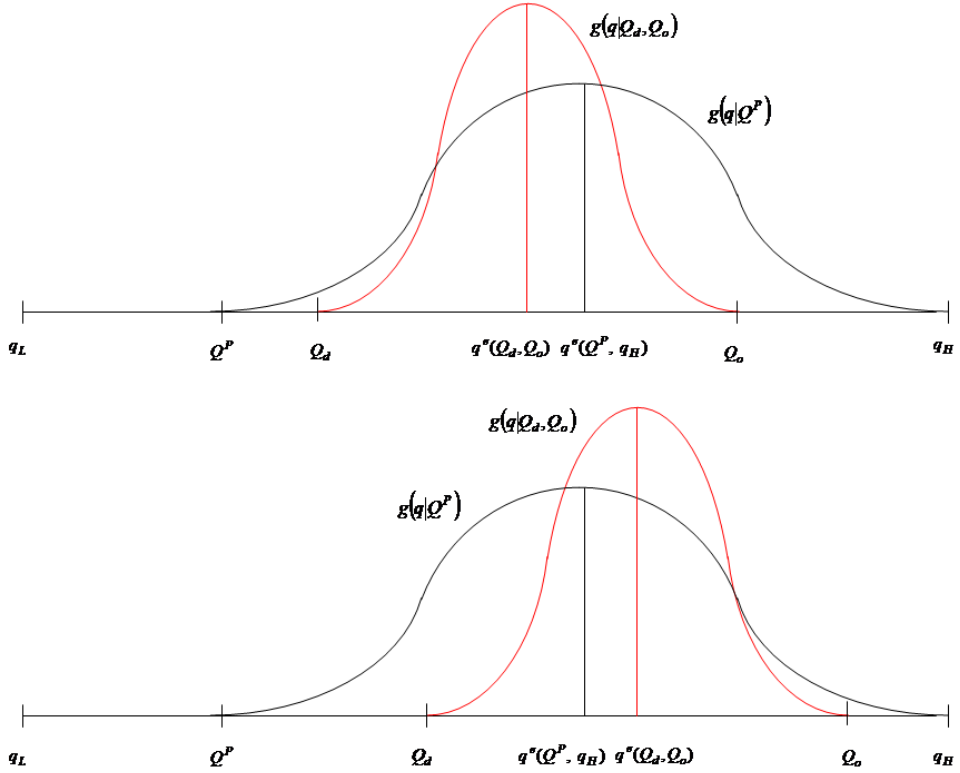 g(q|Q_d, Q_o)
g(q|Q^P)
q_L Q^P Q_d q^e(Q_d, Q_o) q^e(Q^P, q_H) Q_o q_H
g(q|Q_d, Q_o)
g(q|Q^P)
q_L Q^P Q_d q^e(Q^P, q_H) q^e(Q_d, Q_o) Q_o q_H